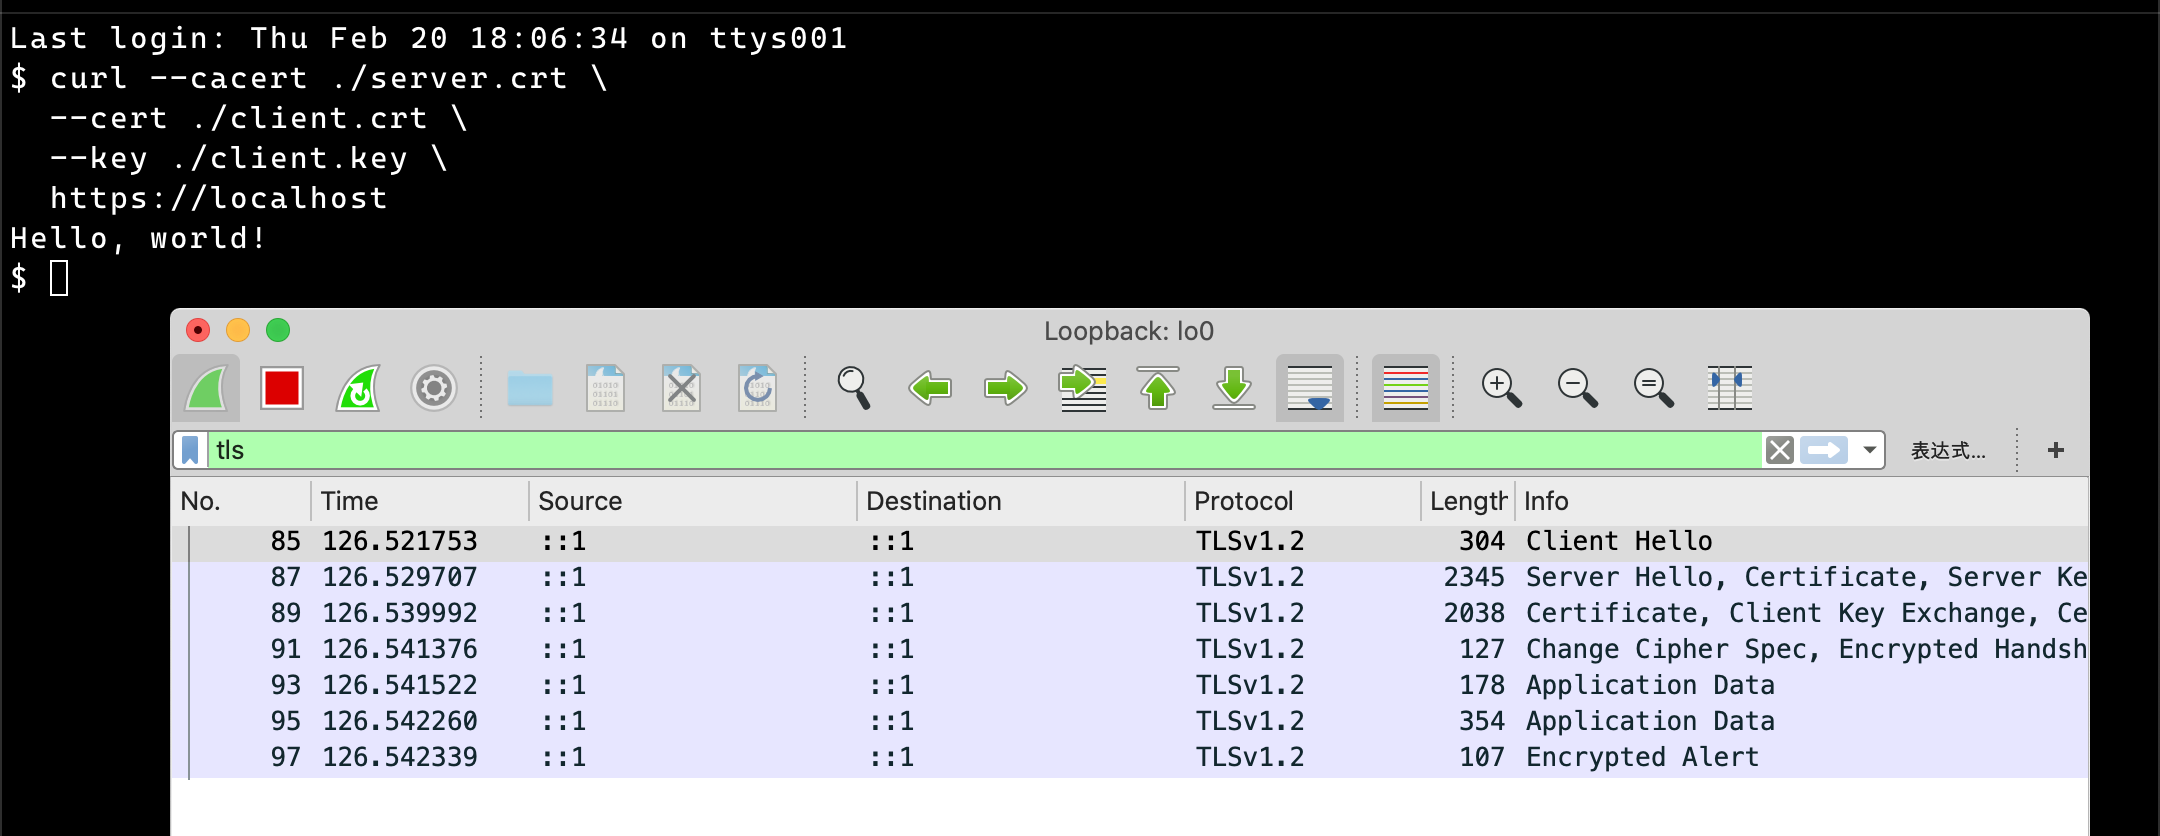 Last login: Thu Feb 20 18:06:34 on ttys001
$ curl --cacert ./server.crt \
--cert ./client.crt \
--key ./client.key \
https://localhost
Hello, world!
$
Loopback: lo0
tls 表达式... +
No. Time Source Destination Protocol Length Info
85 126.521753 ::1 ::1 TLSv1.2 304 Client Hello
87 126.529707 ::1 ::1 TLSv1.2 2345 Server Hello, Certificate, Server Ke
89 126.539992 ::1 ::1 TLSv1.2 2038 Certificate, Client Key Exchange, Ce
91 126.541376 ::1 ::1 TLSv1.2 127 Change Cipher Spec, Encrypted Handsh
93 126.541522 ::1 ::1 TLSv1.2 178 Application Data
95 126.542260 ::1 ::1 TLSv1.2 354 Application Data
97 126.542339 ::1 ::1 TLSv1.2 107 Encrypted Alert